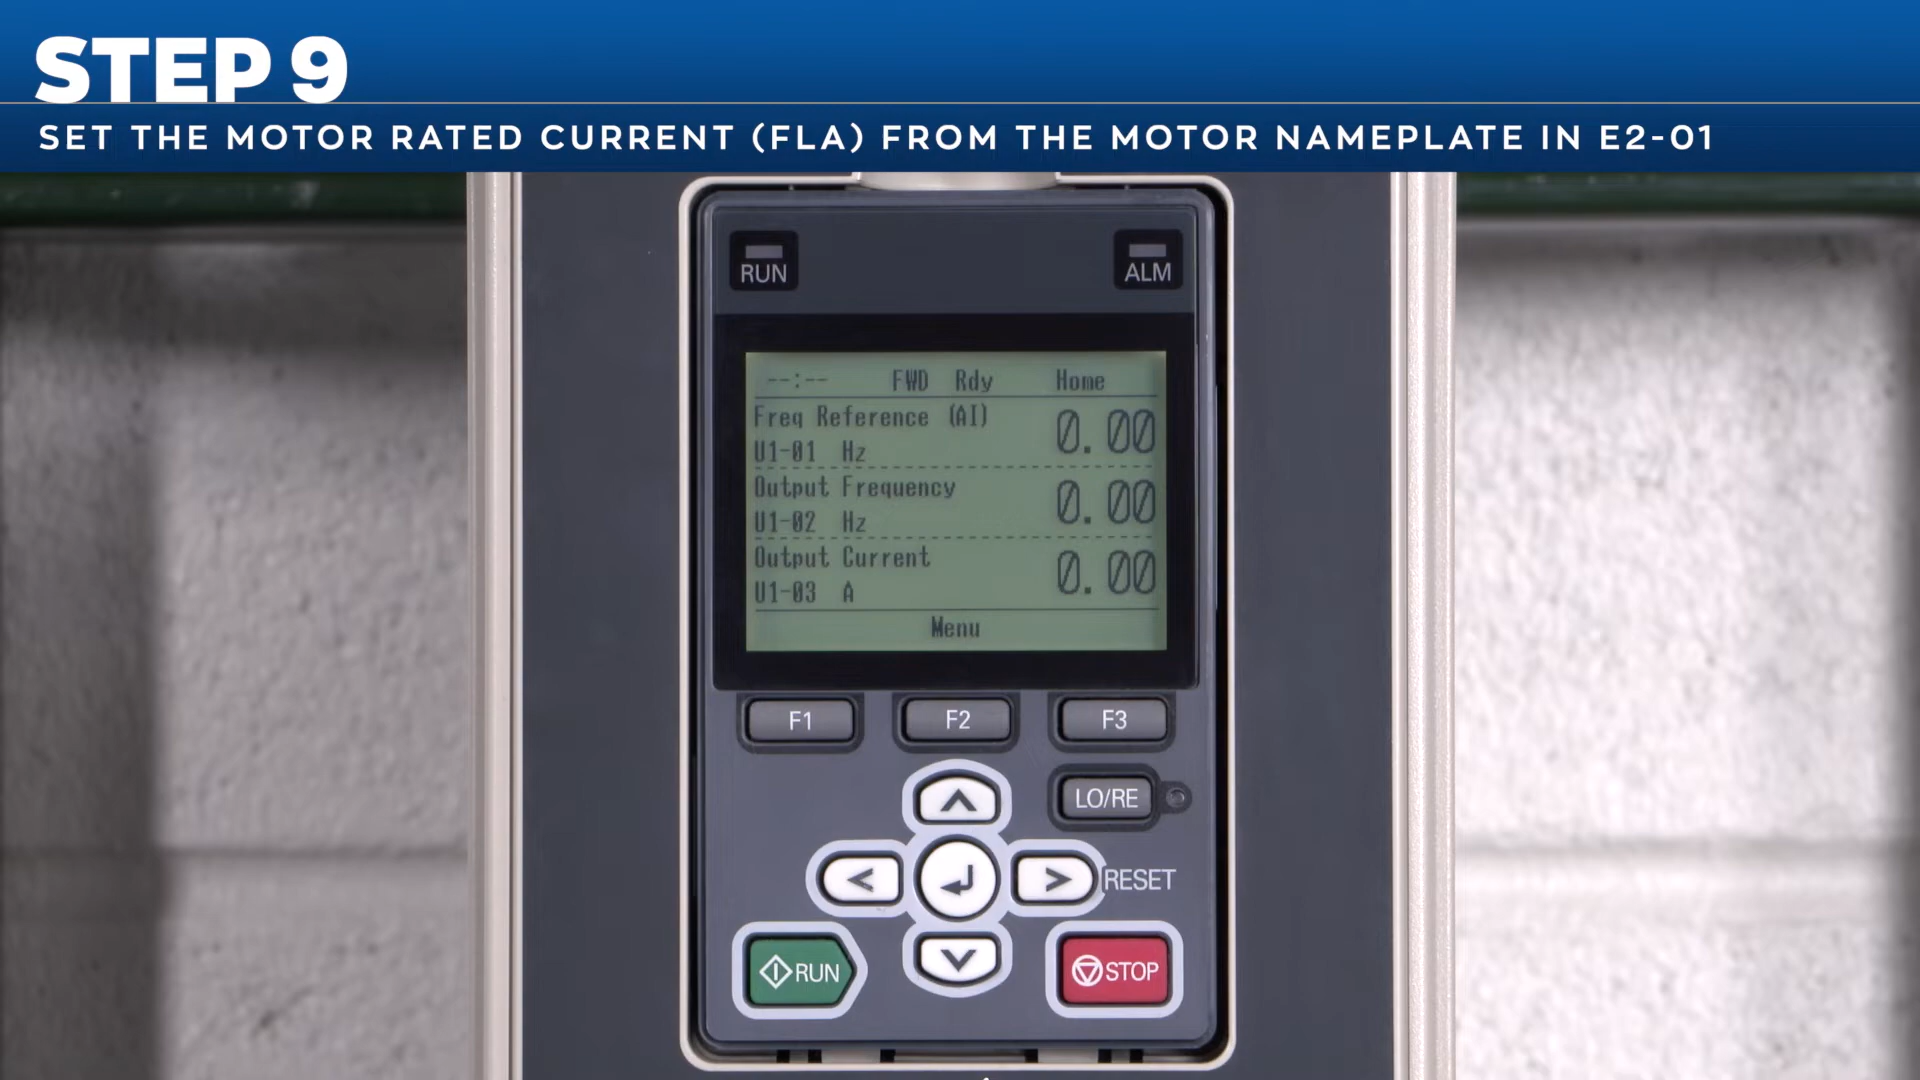 STEP 9
SET THE MOTOR RATED CURRENT (FLA) FROM THE MOTOR NAMEPLATE IN E2-01
RUN ALM
--:-- FWD Rdy Home
Freq Reference (AI) 0.00
U1-01 Hz
Output Frequency 0.00
U1-02 Hz
Output Current 0.00
U1-03 A
Menu
F1 F2 F3
LO/RE
RESET
RUN STOP